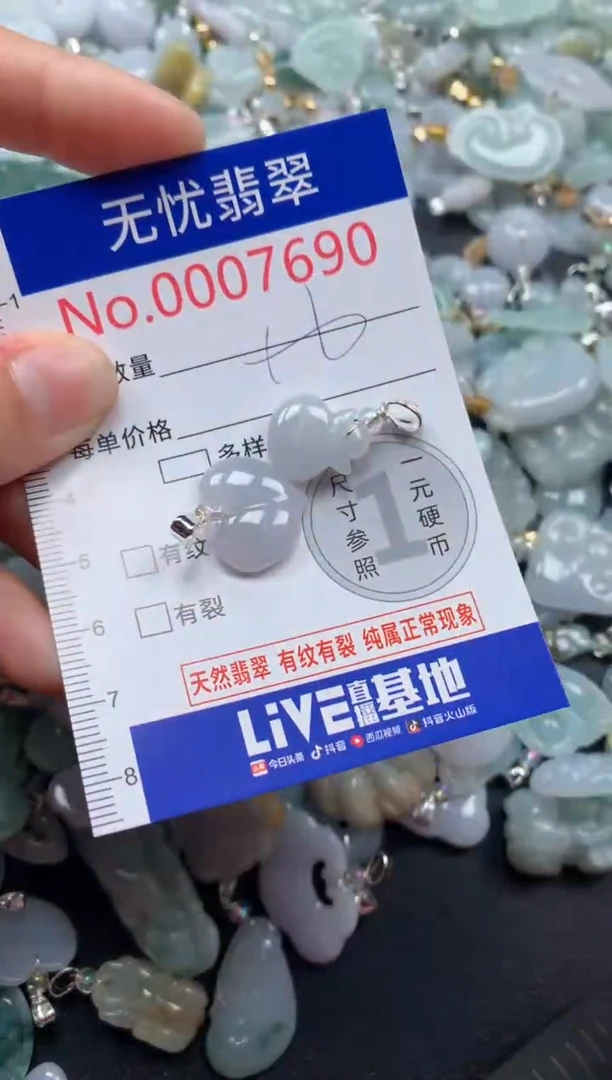 无忧翡翠
No.0007690
数量
每单价格
多样
有纹
有裂
一元硬币
1
尺寸参照
1
4
5
6
7
8
天然翡翠 有纹有裂 纯属正常现象
LiVE直播基地
头条 今日头条 抖音 西瓜视频 抖音火山版